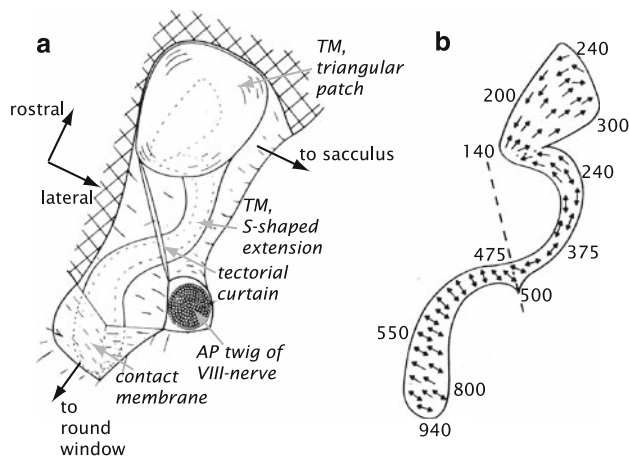 a
TM,
triangular
patch
rostral
to sacculus
lateral
TM,
S-shaped
extension
tectorial
curtain
AP twig of
VIII-nerve
contact
membrane
to
round
window
b
240
200
300
140
240
475
375
500
550
800
940